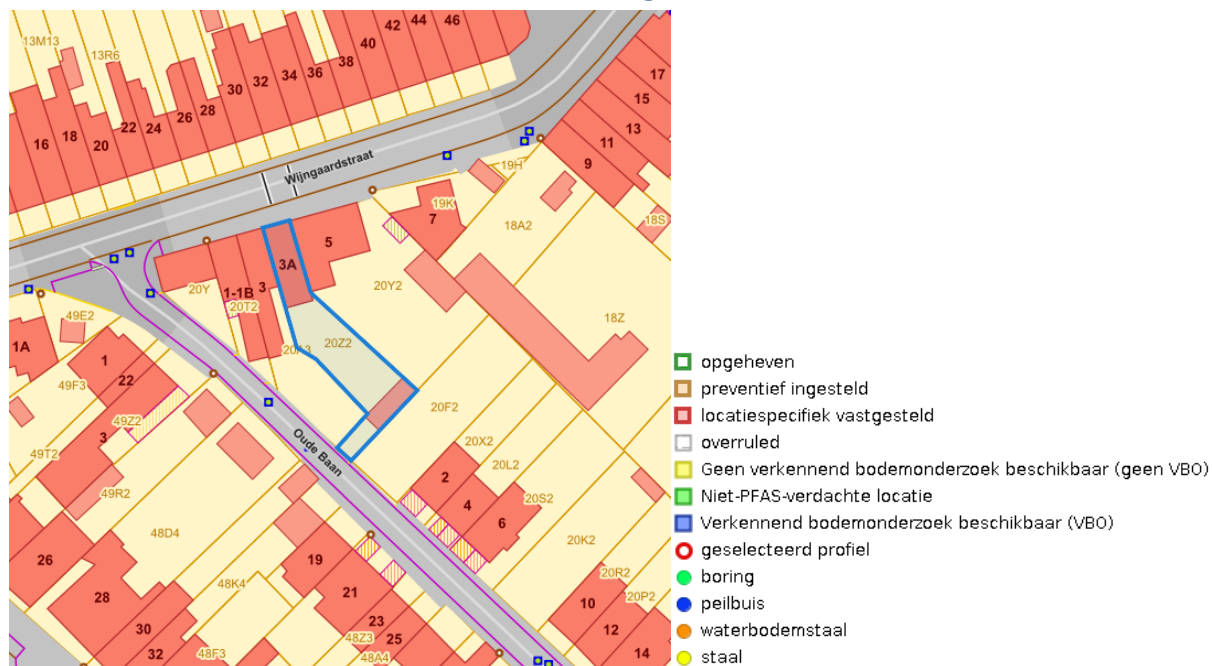 13M13
13R6
16
18
20
22
24
26
28
30
32
34
36
38
40
42
44
46
17
15
13
11
9
Wijngaardstraat
19H
19K
7
18A2
18S
5
3A
3
1-1B
20Y
20T2
20Y2
18Z
20A3
20Z2
49E2
1A
1
22
49F3
49Z2
3
49T2
49R2
Oude Baan
20F2
20X2
20L2
20S2
2
4
6
48D4
20K2
20R2
20P2
26
28
30
32
48K4
48F3
19
21
23
25
48Z3
48A4
10
12
14
opgeheven
preventief ingesteld
locatiespecifiek vastgesteld
overruled
Geen verkennend bodemonderzoek beschikbaar (geen VBO)
Niet-PFAS-verdachte locatie
Verkennend bodemonderzoek beschikbaar (VBO)
geselecteerd profiel
boring
peilbuis
waterbodemstaal
staal